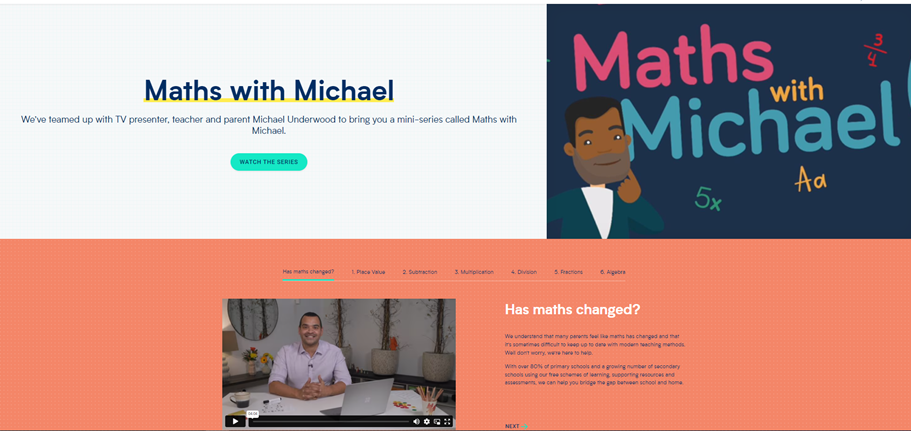 Maths with Michael
We've teamed up with TV presenter, teacher and parent Michael Underwood to bring you a mini-series called Maths with
Michael.
WATCH THE SERIES
Maths
with
Michael
3
4
5x
Aa
Has maths changed? 1. Place Value 2. Subtraction 3. Multiplication 4. Division 5. Fractions 6. Algebra
Has maths changed?
We understand that many parents feel like maths has changed and that
it's sometimes difficult to keep up to date with modern teaching methods.
Well don't worry, we're here to help.
With over 80% of primary schools and a growing number of secondary
schools using our free schemes of learning, supporting resources and
assessments, we can help you bridge the gap between school and home.
NEXT